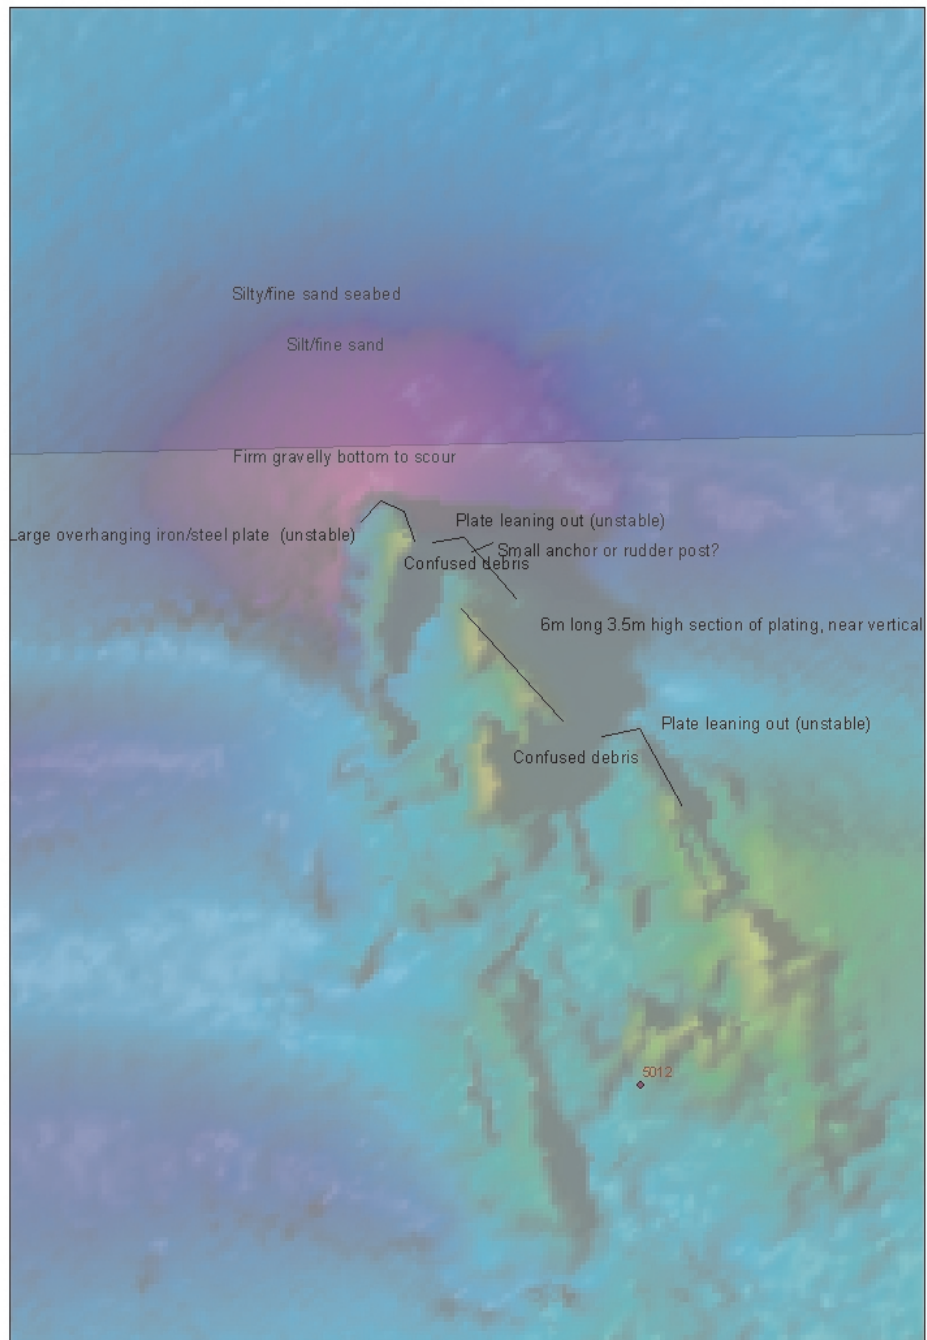 Silty/fine sand seabed
Silt/fine sand
Firm gravelly bottom to scour
Plate leaning out (unstable)
Large overhanging iron/steel plate (unstable)
Small anchor or rudder post?
Confused debris
6m long 3.5m high section of plating, near vertical
Plate leaning out (unstable)
Confused debris
5012